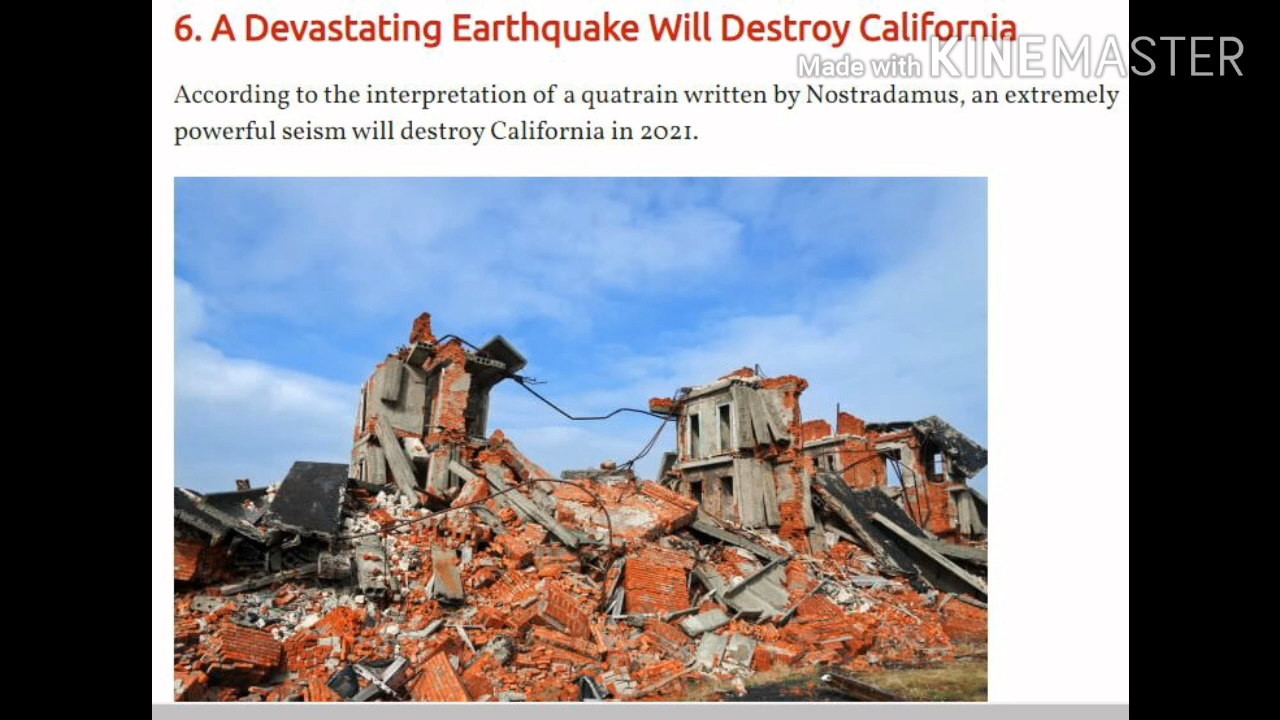 6. A Devastating Earthquake Will Destroy California
Made with KINEMASTER
According to the interpretation of a quatrain written by Nostradamus, an extremely
powerful seism will destroy California in 2021.